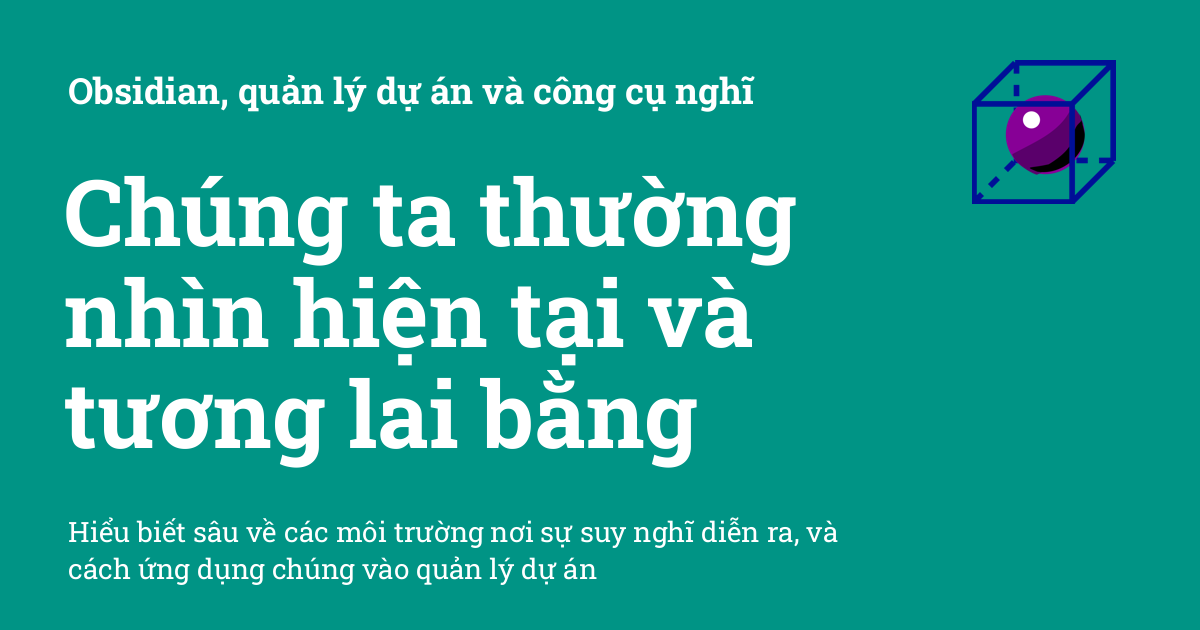 Obsidian, quản lý dự án và công cụ nghĩ
Chúng ta thường
nhìn hiện tại và
tương lai bằng
Hiểu biết sâu về các môi trường nơi sự suy nghĩ diễn ra, và
cách ứng dụng chúng vào quản lý dự án